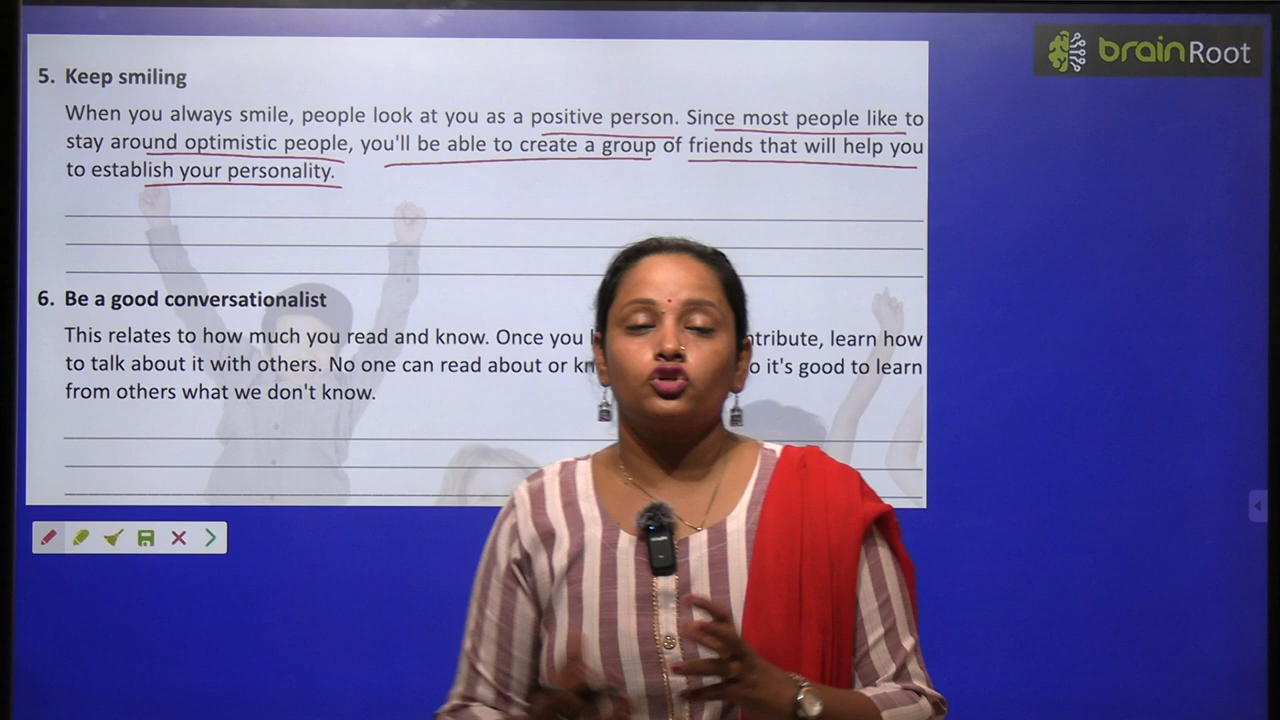 brainRoot
5. Keep smiling
When you always smile, people look at you as a positive person. Since most people like to
stay around optimistic people, you'll be able to create a group of friends that will help you
to establish your personality.
6. Be a good conversationalist
This relates to how much you read and know. Once you ntribute, learn how
to talk about it with others. No one can read about or kn o it's good to learn
from others what we don't know.